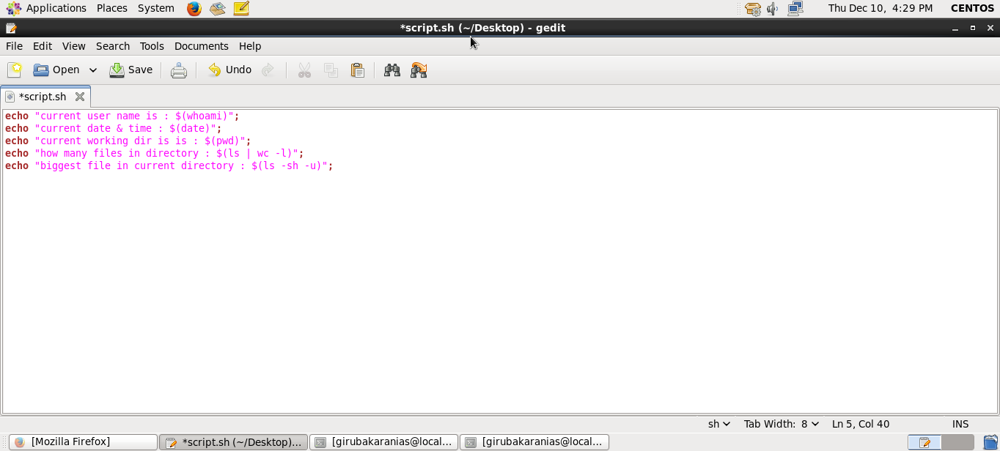 Applications Places System Thu Dec 10, 4:29 PM CENTOS
*script.sh (~/Desktop) - gedit
File Edit View Search Tools Documents Help
Open Save Undo
*script.sh
echo "current user name is : $(whoami)";
echo "current date & time : $(date)";
echo "current working dir is is : $(pwd)";
echo "how many files in directory : $(ls | wc -l)";
echo "biggest file in current directory : $(ls -sh -u)";
sh Tab Width: 8 Ln 5, Col 40 INS
[Mozilla Firefox] *script.sh (~/Desktop)... [girubakaranias@local... [girubakaranias@local...